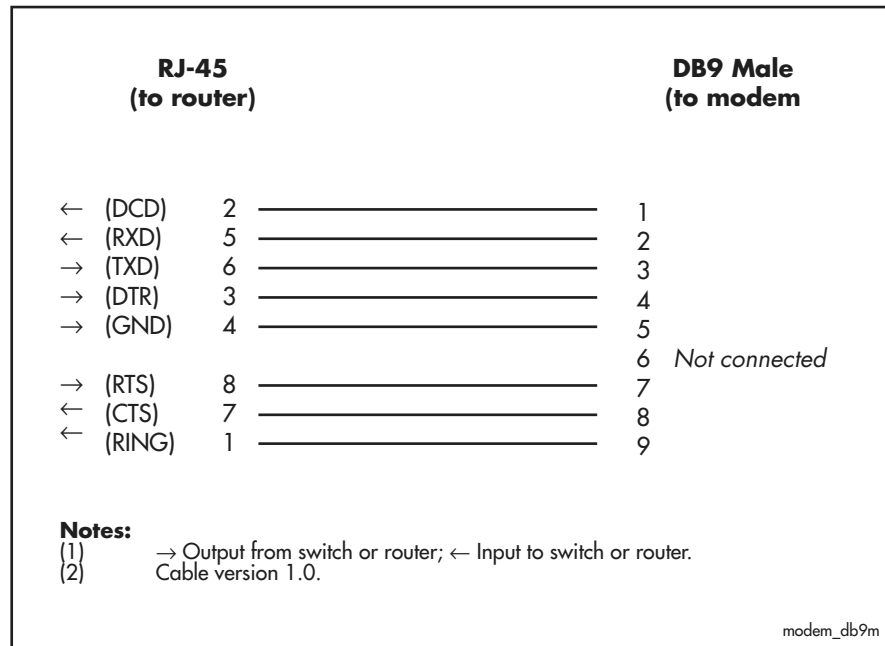 RJ-45 DB9 Male
(to router) (to modem
← (DCD) 2 1
← (RXD) 5 2
→ (TXD) 6 3
→ (DTR) 3 4
→ (GND) 4 5
6 Not connected
→ (RTS) 8 7
← (CTS) 7 8
← (RING) 1 9
Notes:
(1) → Output from switch or router; ← Input to switch or router.
(2) Cable version 1.0.
modem_db9m